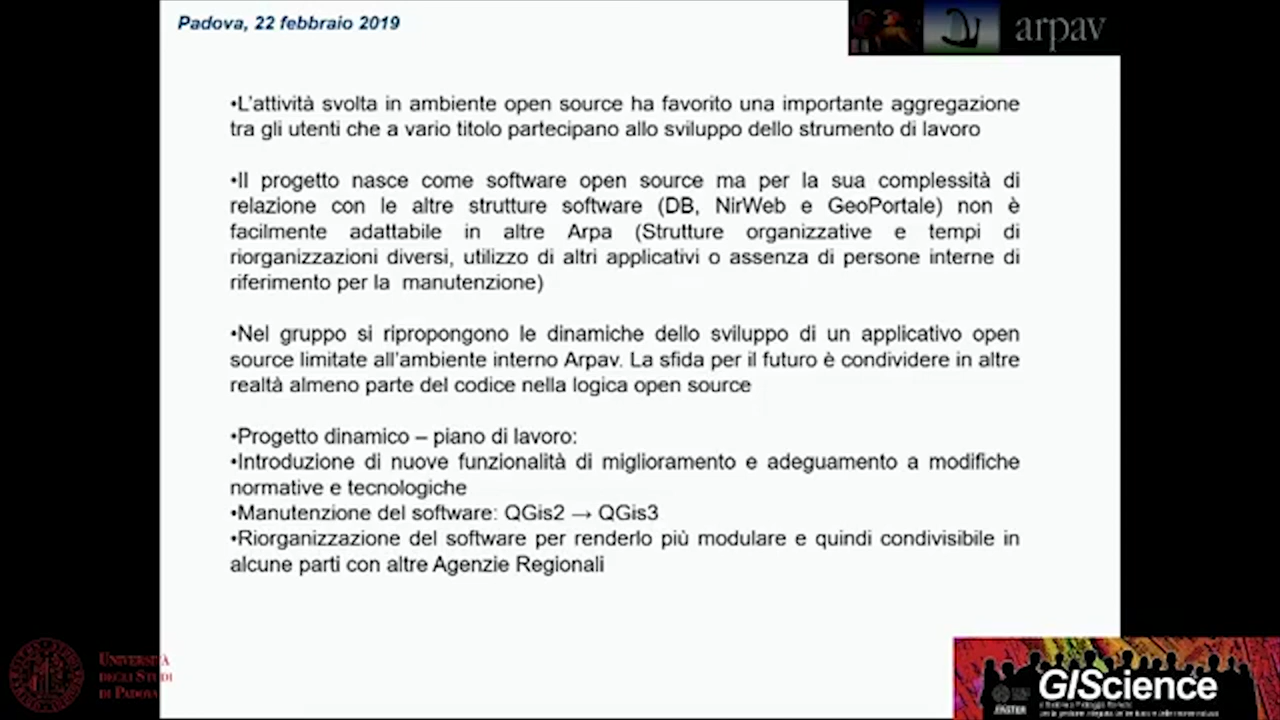 Padova, 22 febbraio 2019
arpav
•L'attività svolta in ambiente open source ha favorito una importante aggregazione
tra gli utenti che a vario titolo partecipano allo sviluppo dello strumento di lavoro
•Il progetto nasce come software open source ma per la sua complessità di
relazione con le altre strutture software (DB, NirWeb e GeoPortale) non è
facilmente adattabile in altre Arpa (Strutture organizzative e tempi di
riorganizzazioni diversi, utilizzo di altri applicativi o assenza di persone interne di
riferimento per la manutenzione)
•Nel gruppo si ripropongono le dinamiche dello sviluppo di un applicativo open
source limitate all'ambiente interno Arpav. La sfida per il futuro è condividere in altre
realtà almeno parte del codice nella logica open source
•Progetto dinamico – piano di lavoro:
•Introduzione di nuove funzionalità di miglioramento e adeguamento a modifiche
normative e tecnologiche
•Manutenzione del software: QGis2 → QGis3
•Riorganizzazione del software per renderlo più modulare e quindi condivisibile in
alcune parti con altre Agenzie Regionali
UNIVERSITÀ
DEGLI STUDI
DI PADOVA
GIScience